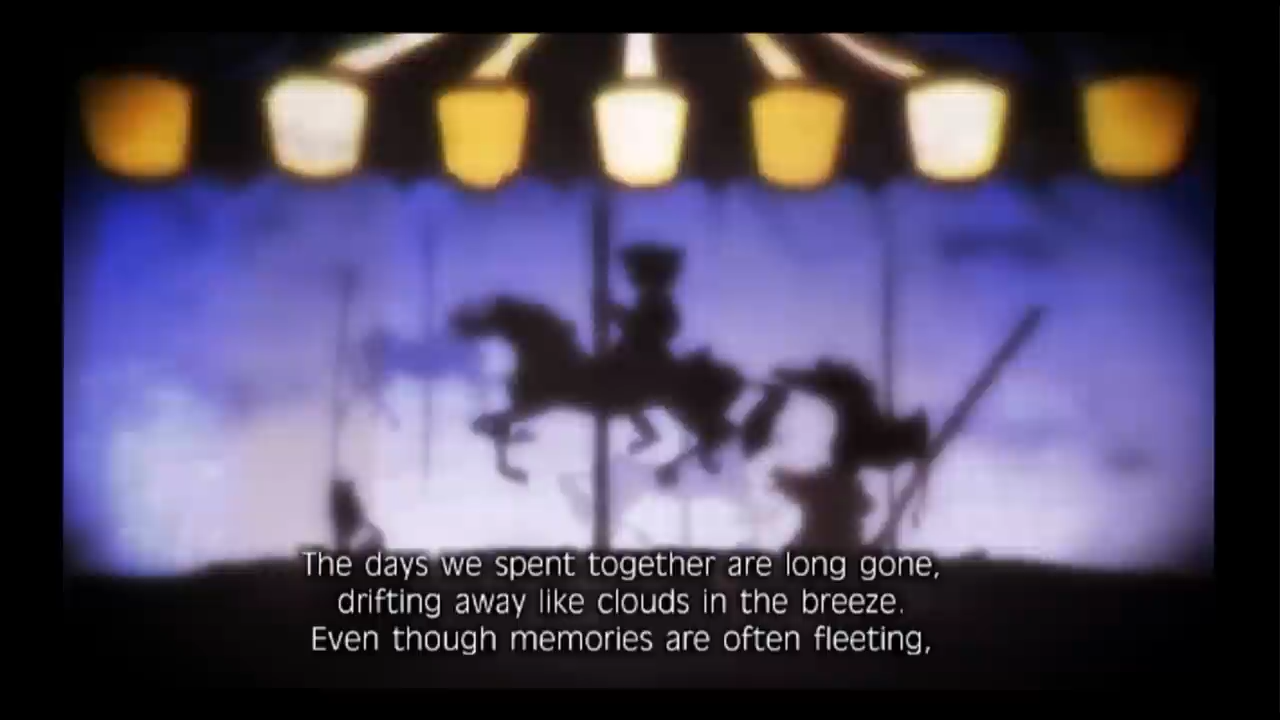 The days we spent together are long gone,
drifting away like clouds in the breeze.
Even though memories are often fleeting,